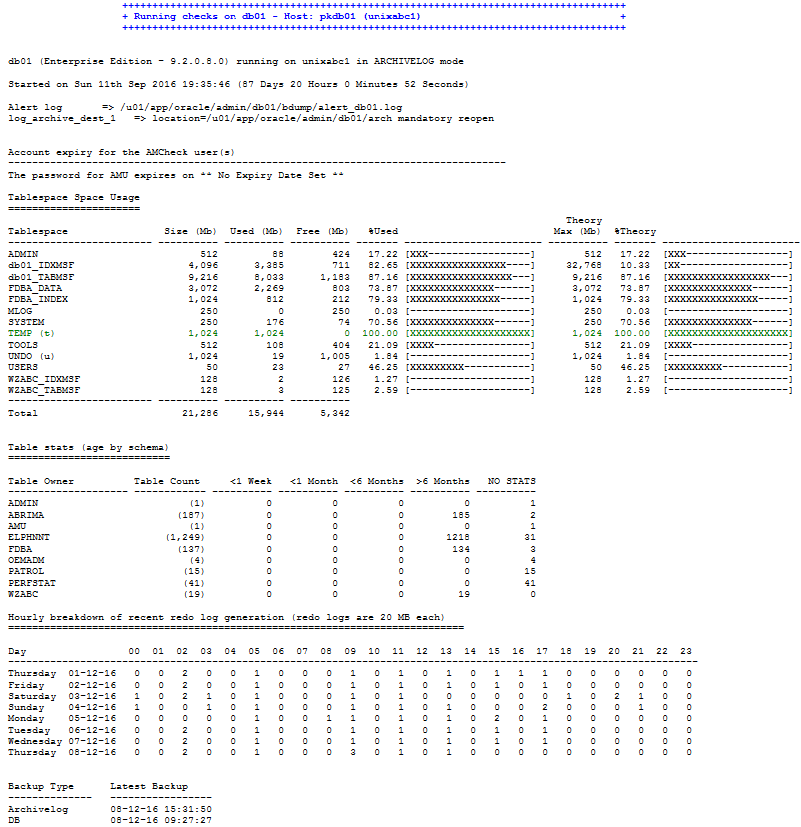 ++++++++++++++++++++++++++++++++++++++++++++++++++++++++++++++++++++++++++++++++++++
+ Running checks on db01 - Host: pkdb01 (unixabc1)                                 +
++++++++++++++++++++++++++++++++++++++++++++++++++++++++++++++++++++++++++++++++++++
db01 (Enterprise Edition - 9.2.0.8.0) running on unixabc1 in ARCHIVELOG mode
Started on Sun 11th Sep 2016 19:35:46 (87 Days 20 Hours 0 Minutes 52 Seconds)
Alert log       => /u01/app/oracle/admin/db01/bdump/alert_db01.log
log_archive_dest_1   => location=/u01/app/oracle/admin/db01/arch mandatory reopen
Account expiry for the AMCheck user(s)
-----------------------------------------------------------------------------------
The password for AMU expires on ** No Expiry Date Set **
Tablespace Space Usage
======================
Theory
Tablespace Size (Mb) Used (Mb) Free (Mb) %Used Max (Mb) %Theory
------------------------- ---------- ---------- ---------- ------- ----------------------- ---------- ------- -----------------------
ADMIN 512 88 424 17.22 [XXX-----------------] 512 17.22 [XXX-----------------]
db01_IDXMSF 4,096 3,385 711 82.65 [XXXXXXXXXXXXXXXX----] 32,768 10.33 [XX------------------]
db01_TABMSF 9,216 8,033 1,183 87.16 [XXXXXXXXXXXXXXXXX---] 9,216 87.16 [XXXXXXXXXXXXXXXXX---]
FDBA_DATA 3,072 2,269 803 73.87 [XXXXXXXXXXXXXX------] 3,072 73.87 [XXXXXXXXXXXXXX------]
FDBA_INDEX 1,024 812 212 79.33 [XXXXXXXXXXXXXXX-----] 1,024 79.33 [XXXXXXXXXXXXXXX-----]
MLOG 250 0 250 0.03 [--------------------] 250 0.03 [--------------------]
SYSTEM 250 176 74 70.56 [XXXXXXXXXXXXXX------] 250 70.56 [XXXXXXXXXXXXXX------]
TEMP (t) 1,024 1,024 0 100.00 [XXXXXXXXXXXXXXXXXXXX] 1,024 100.00 [XXXXXXXXXXXXXXXXXXXX]
TOOLS 512 108 404 21.09 [XXXX----------------] 512 21.09 [XXXX----------------]
UNDO (u) 1,024 19 1,005 1.84 [--------------------] 1,024 1.84 [--------------------]
USERS 50 23 27 46.25 [XXXXXXXXX-----------] 50 46.25 [XXXXXXXXX-----------]
WZABC_IDXMSF 128 2 126 1.27 [--------------------] 128 1.27 [--------------------]
WZABC_TABMSF 128 3 125 2.59 [--------------------] 128 2.59 [--------------------]
------------------------- ---------- ---------- ----------
Total 21,286 15,944 5,342
Table stats (age by schema)
===========================
Table Owner Table Count <1 Week <1 Month <6 Months >6 Months NO STATS
-------------------- ------------ ---------- ---------- ---------- ---------- ----------
ADMIN (1) 0 0 0 0 1
ABRIMA (187) 0 0 0 185 2
AMU (1) 0 0 0 0 1
ELPHNNT (1,249) 0 0 0 1218 31
FDBA (137) 0 0 0 134 3
OEMADM (4) 0 0 0 0 4
PATROL (15) 0 0 0 0 15
PERFSTAT (41) 0 0 0 0 41
WZABC (19) 0 0 0 19 0
Hourly breakdown of recent redo log generation (redo logs are 20 MB each)
============================================================================
Day 00 01 02 03 04 05 06 07 08 09 10 11 12 13 14 15 16 17 18 19 20 21 22 23
-------------------------------------------------------------------------------------------------------------------
Thursday 01-12-16 0 0 2 0 0 1 0 0 0 1 0 1 0 1 0 1 1 1 0 0 0 0 0 0
Friday 02-12-16 0 0 2 0 0 1 0 0 0 1 0 1 0 1 0 1 0 1 0 0 0 0 0 0
Saturday 03-12-16 1 0 2 1 0 1 0 0 0 1 0 1 0 0 0 0 0 0 1 0 2 1 0 0
Sunday 04-12-16 1 0 0 1 0 1 0 0 0 1 0 1 0 1 0 0 0 2 0 0 0 1 0 0
Monday 05-12-16 0 0 0 0 0 1 0 0 1 1 0 1 0 1 0 2 0 1 0 0 0 0 0 0
Tuesday 06-12-16 0 0 2 0 0 1 0 0 0 1 0 1 0 1 0 1 0 1 0 0 0 0 0 0
Wednesday 07-12-16 0 0 2 0 0 1 0 0 0 1 0 1 0 1 0 1 0 1 0 0 0 0 0 0
Thursday 08-12-16 0 0 2 0 0 1 0 0 0 3 0 1 0 1 0 0 0 0 0 0 0 0 0 0
Backup Type Latest Backup
-------------- -----------------
Archivelog 08-12-16 15:31:50
DB 08-12-16 09:27:27